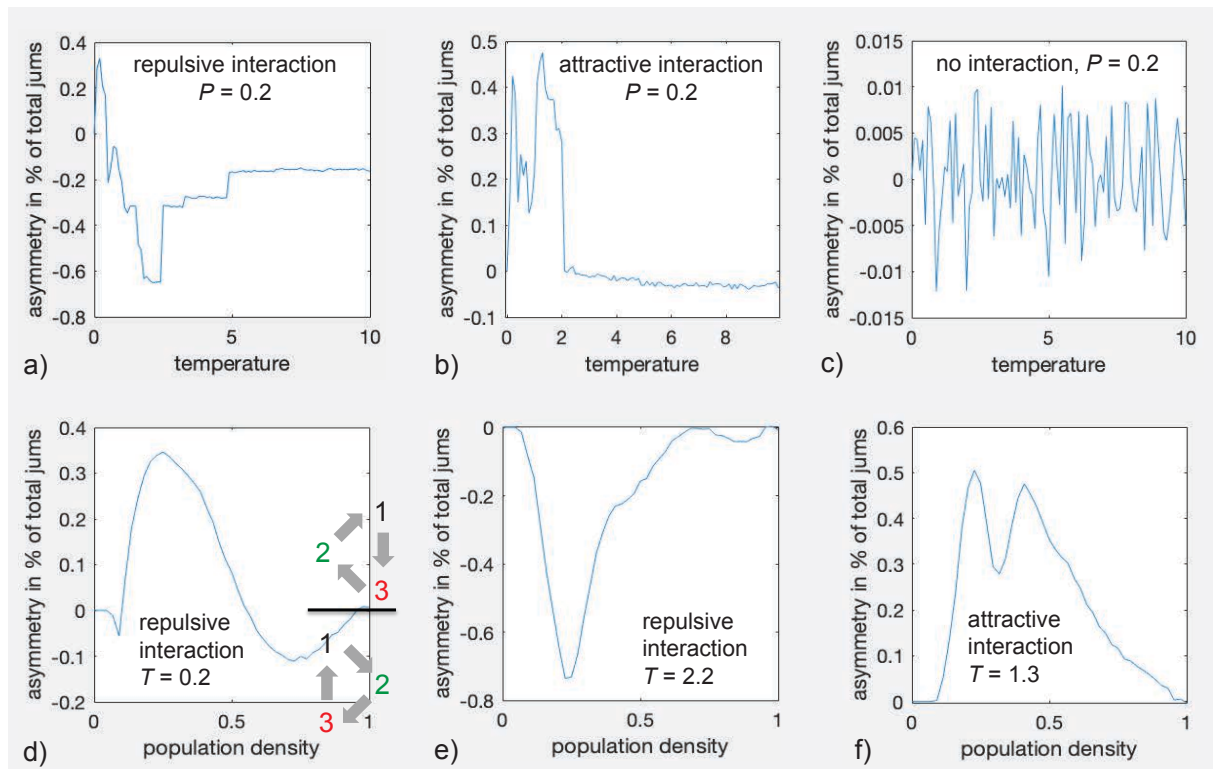 asymmetry in % of total jums
0.4
0.2
0
-0.2
-0.4
-0.6
-0.8
repulsive interaction
P = 0.2
0
5
10
temperature
a)
asymmetry in % of total jums
0.5
0.4
0.3
0.2
0.1
0
-0.1
attractive interaction
P = 0.2
0
2
4
6
8
temperature
b)
asymmetry in % of total jums
0.015
0.01
0.005
0
-0.005
-0.01
-0.015
no interaction, P = 0.2
0
5
10
temperature
c)
asymmetry in % of total jums
0.4
0.3
0.2
0.1
0
-0.1
-0.2
1
2
3
1
2
3
repulsive
interaction
T = 0.2
0
0.5
1
population density
d)
asymmetry in % of total jums
0
-0.2
-0.4
-0.6
-0.8
repulsive
interaction
T = 2.2
0
0.5
1
population density
e)
asymmetry in % of total jums
0.6
0.5
0.4
0.3
0.2
0.1
0
attractive
interaction
T = 1.3
0
0.5
1
population density
f)